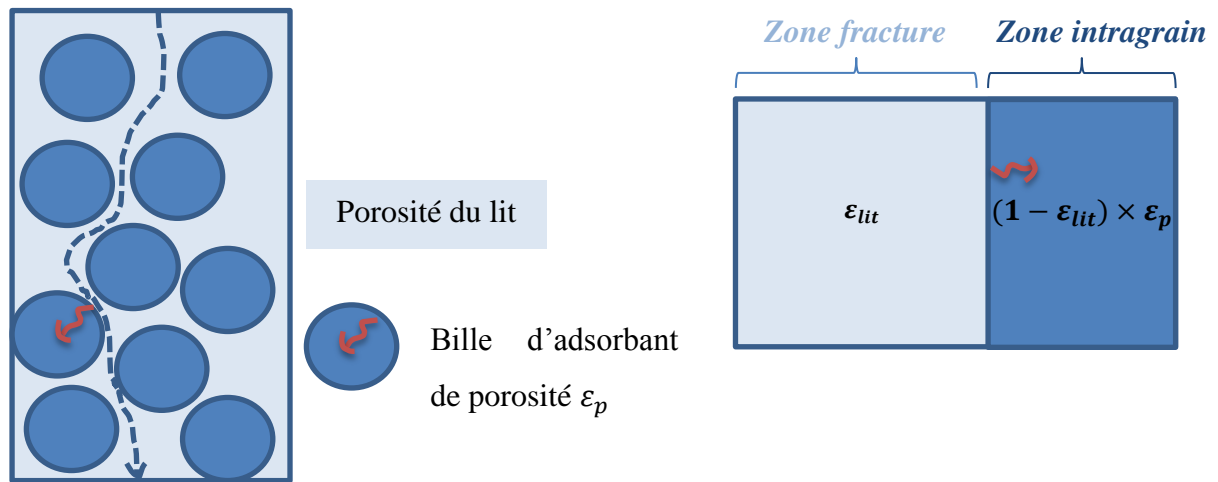 Zone fracture
Zone intragrain
Porosité du lit
ε_lit
(1 − ε_lit) × ε_p
Bille d’adsorbant
de porosité ε_p